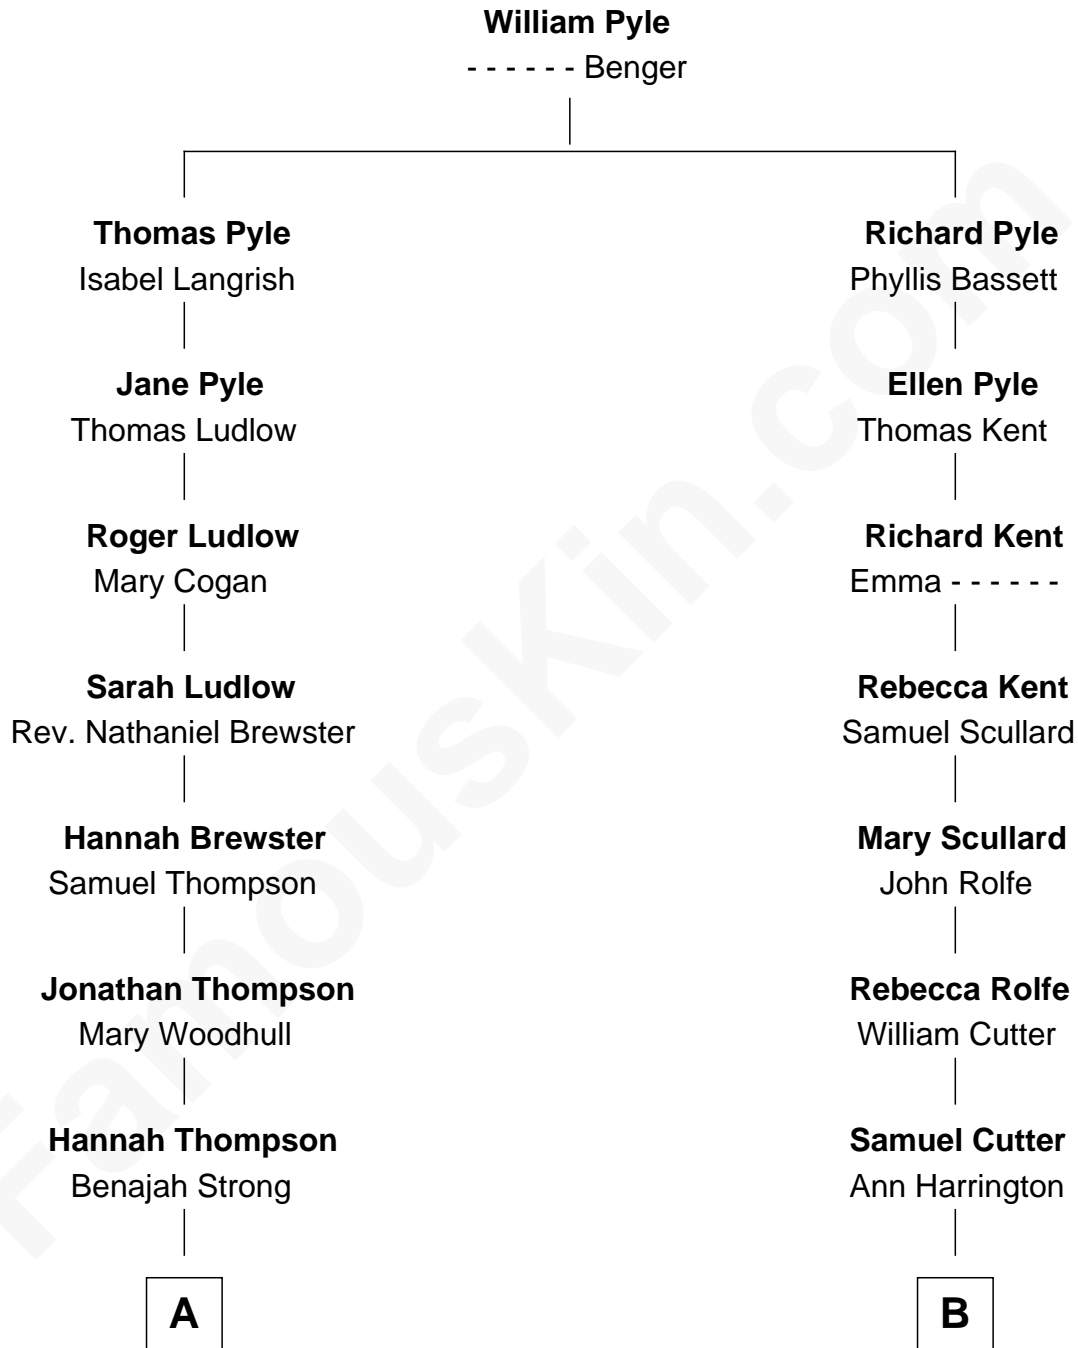 William Pyle
- - - - - - Benger
Thomas Pyle
Isabel Langrish
Richard Pyle
Phyllis Bassett
Jane Pyle
Thomas Ludlow
Ellen Pyle
Thomas Kent
Roger Ludlow
Mary Cogan
Richard Kent
Emma - - - - - -
Sarah Ludlow
Rev. Nathaniel Brewster
Rebecca Kent
Samuel Scullard
Hannah Brewster
Samuel Thompson
Mary Scullard
John Rolfe
Jonathan Thompson
Mary Woodhull
Rebecca Rolfe
William Cutter
Hannah Thompson
Benajah Strong
Samuel Cutter
Ann Harrington
A
B
FamousKin.com